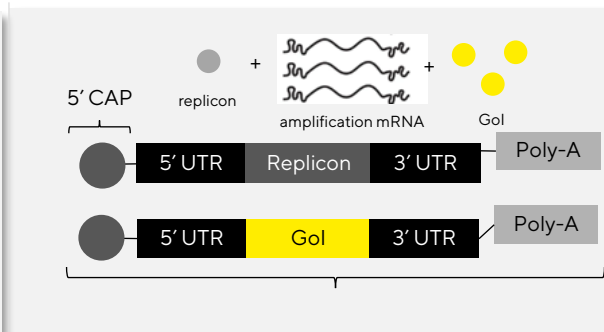 +
+
replicon
amplification mRNA
GoI
5’ CAP
5’ UTR Replicon 3’ UTR Poly-A
5’ UTR GoI 3’ UTR Poly-A